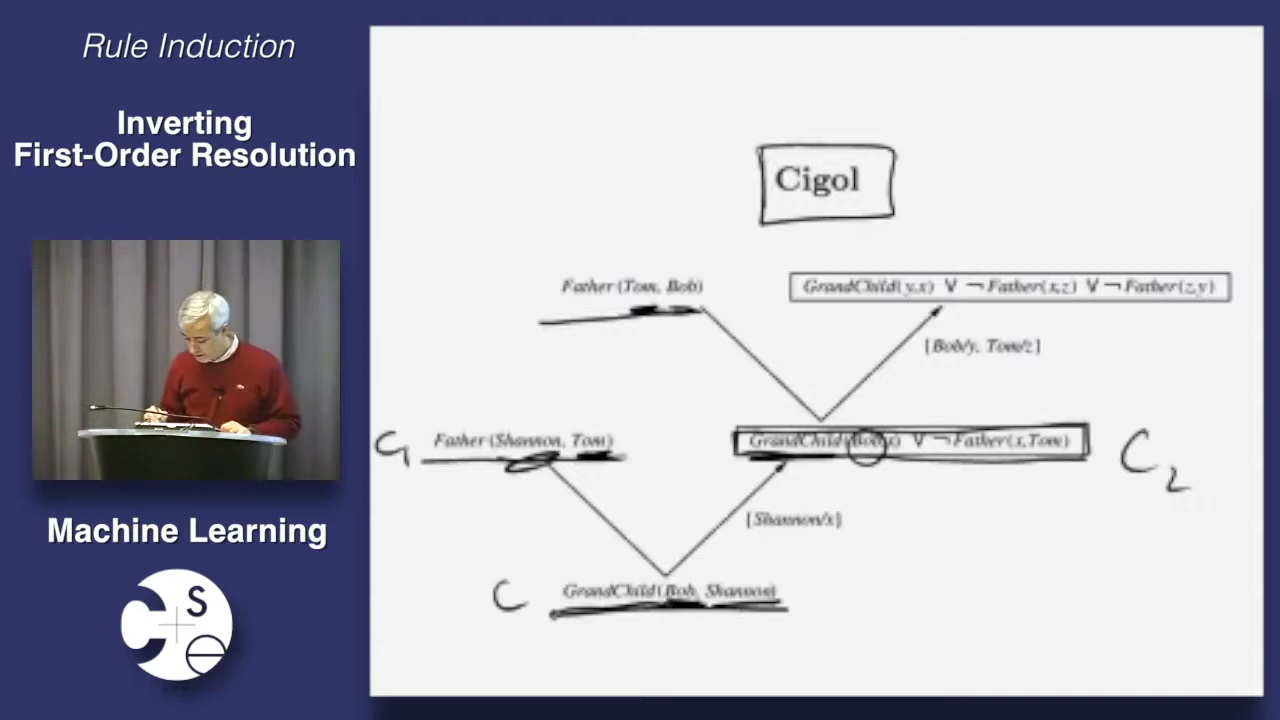 Rule Induction
Inverting
First-Order Resolution
Machine Learning
C S e
Cigol
Father (Tom, Bob)
GrandChild(y,x) ∨ ¬Father(x,z) ∨ ¬Father(z,y)
{Bob/y, Tom/z}
C1
Father (Shannon, Tom)
GrandChild(Bob,x) ∨ ¬Father(x,Tom)
C2
{Shannon/x}
C
GrandChild(Bob, Shannon)